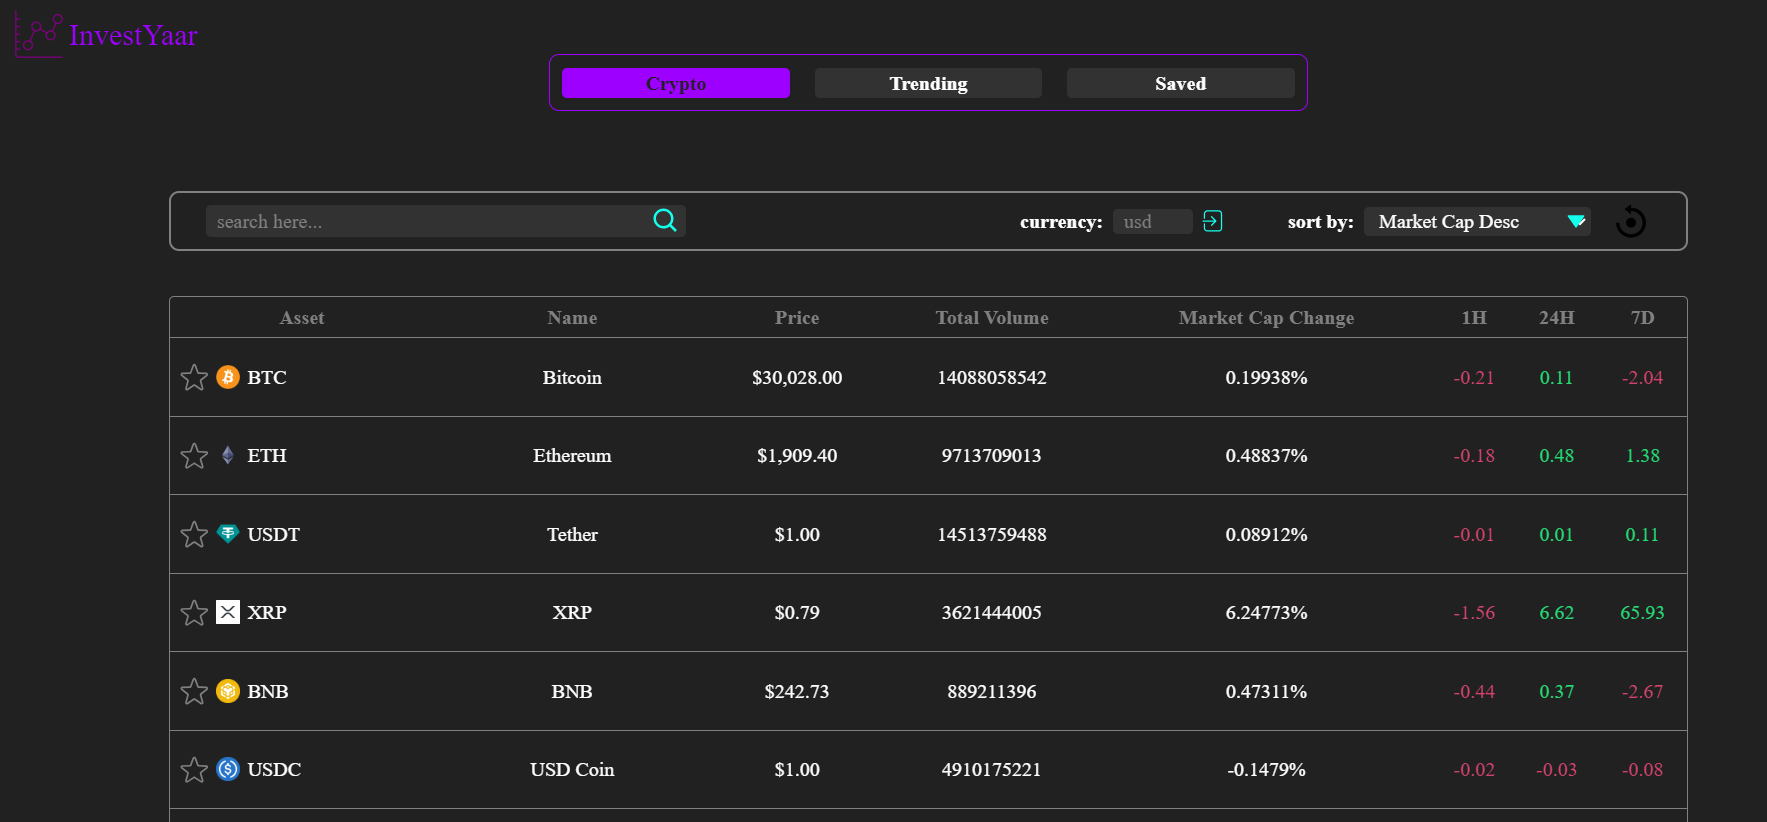 InvestYaar
Crypto Trending Saved
search here... currency: usd sort by: Market Cap Desc
Asset Name Price Total Volume Market Cap Change 1H 24H 7D
BTC Bitcoin $30,028.00 14088058542 0.19938% -0.21 0.11 -2.04
ETH Ethereum $1,909.40 9713709013 0.48837% -0.18 0.48 1.38
USDT Tether $1.00 14513759488 0.08912% -0.01 0.01 0.11
XRP XRP $0.79 3621444005 6.24773% -1.56 6.62 65.93
BNB BNB $242.73 889211396 0.47311% -0.44 0.37 -2.67
USDC USD Coin $1.00 4910175221 -0.1479% -0.02 -0.03 -0.08